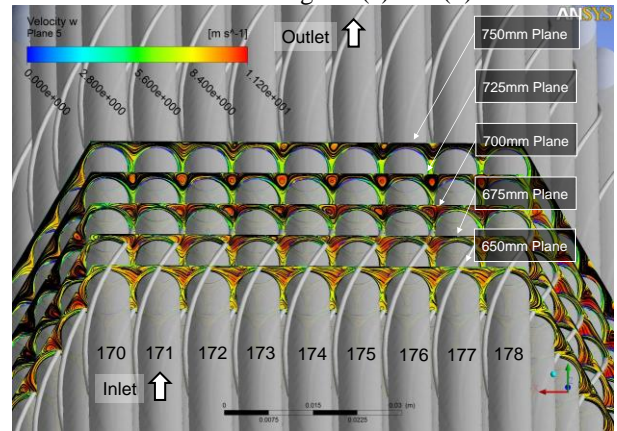 Velocity w
Plane 5
[m s^-1]
0.000e+000
2.800e+000
5.600e+000
8.400e+000
1.120e+001
Outlet
ANSYS
750mm Plane
725mm Plane
700mm Plane
675mm Plane
650mm Plane
170 171 172 173 174 175 176 177 178
Inlet
0 0.015 0.03 (m)
0.0075 0.0225